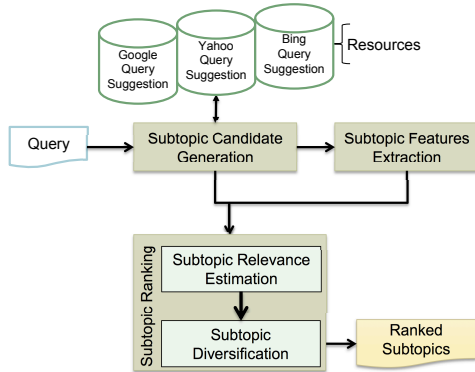 Google
Query
Suggestion
Yahoo
Query
Suggestion
Bing
Query
Suggestion
Resources
Query
Subtopic Candidate
Generation
Subtopic Features
Extraction
Subtopic Ranking
Subtopic Relevance
Estimation
Subtopic
Diversification
Ranked
Subtopics